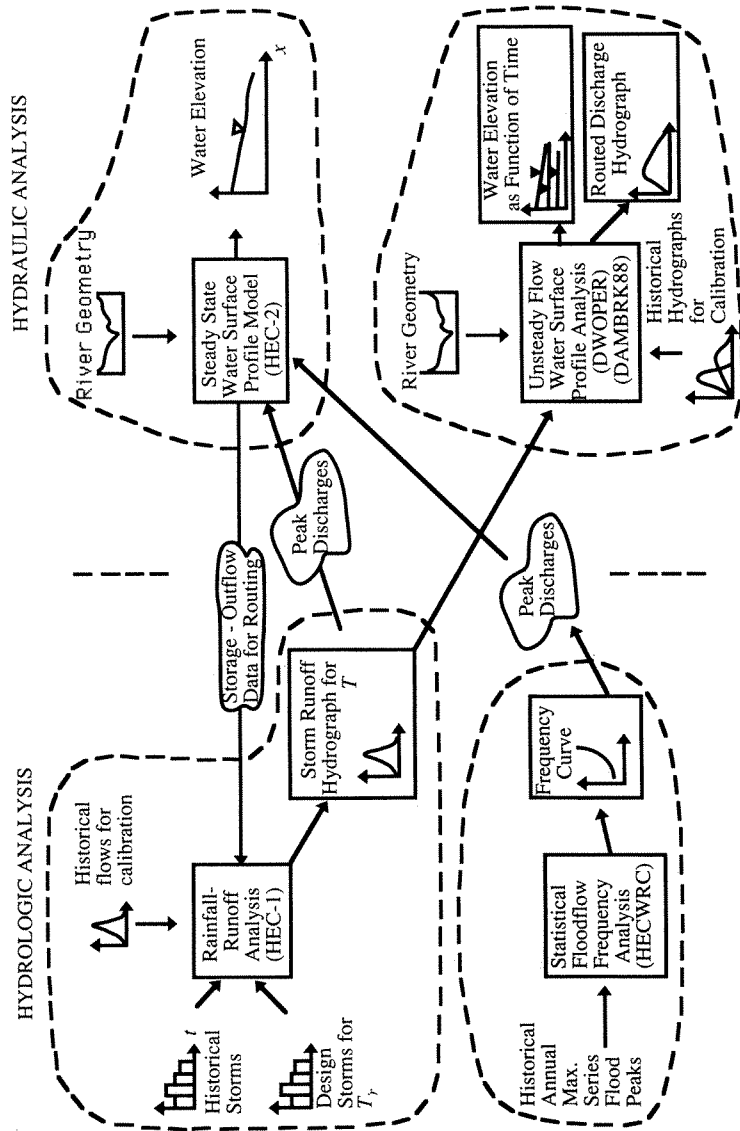 HYDROLOGIC ANALYSIS
HYDRAULIC ANALYSIS
Historical
flows for
calibration
t
Historical
Storms
Design
Storms for
Rainfall-
Runoff
Analysis
(HEC-1)
Storm Runoff
Hydrograph for
T
Storage - Outflow
Data for Routing
Peak
Discharges
River Geometry
Steady State
Water Surface
Profile Model
(HEC-2)
Water Elevation
x
Historical
Annual
Max.
Series
Flood
Peaks
Statistical
Floodflow
Frequency
Analysis
(HECWRC)
Frequency
Curve
Peak
Discharges
River Geometry
Unsteady Flow
Water Surface
Profile Analysis
(DWOPER)
(DAMBRK88)
Historical
Hydrographs
for
Calibration
Water Elevation
as Function of Time
Routed Discharge
Hydrograph